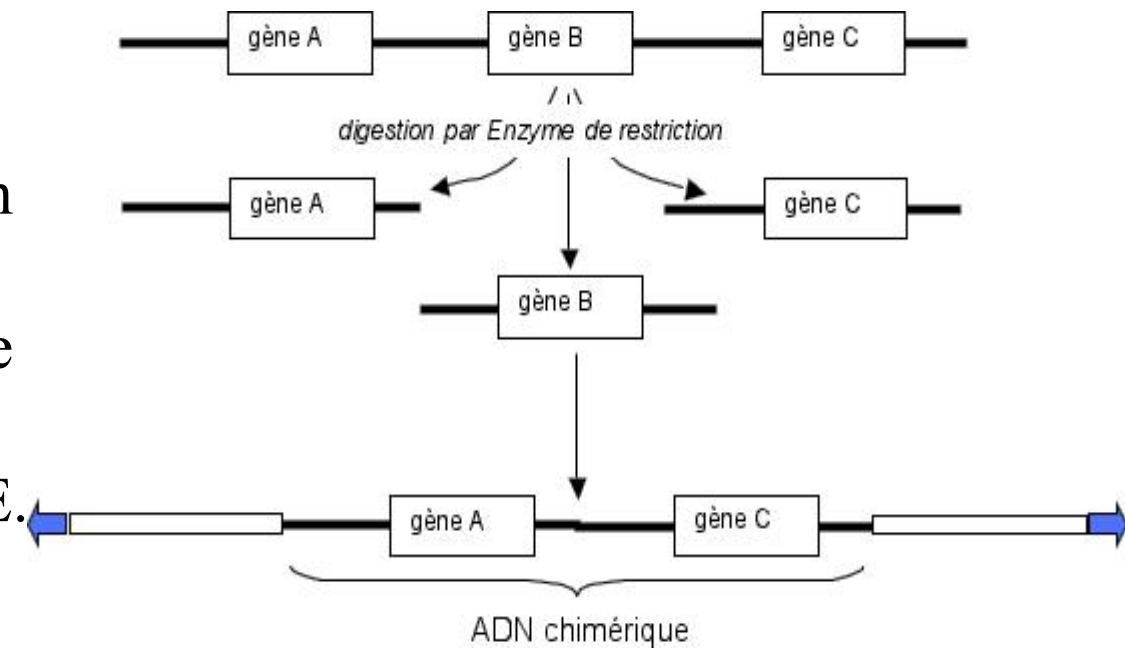 gène A gène B gène C
digestion par Enzyme de restriction
n
gène A gène C
gène B
e
E.
gène A gène C
ADN chimérique